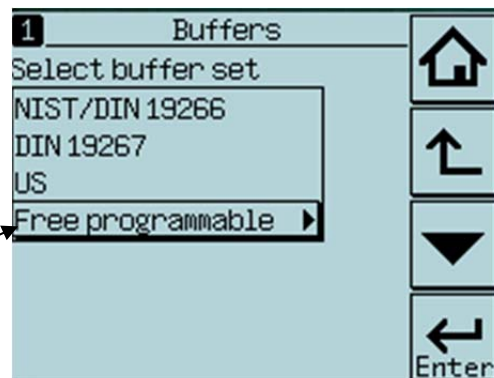 1 Buffers
Select buffer set
NIST/DIN 19266
DIN 19267
US
Free programmable
Enter